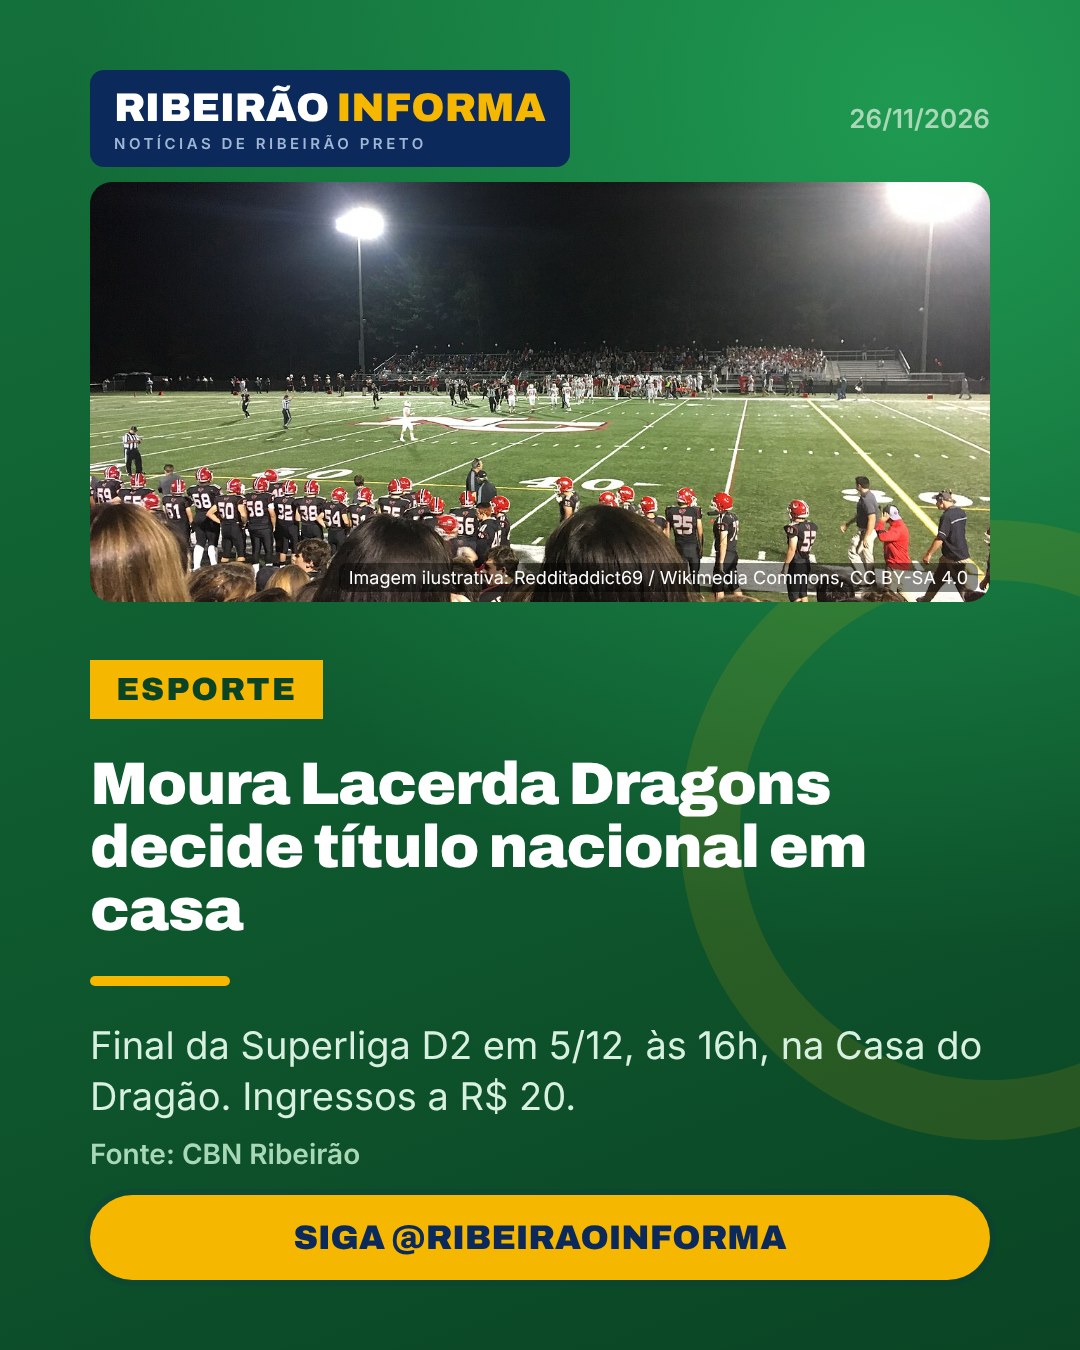 RIBEIRÃO INFORMA
NOTÍCIAS DE RIBEIRÃO PRETO
26/11/2026
Imagem ilustrativa: Redditaddict69 / Wikimedia Commons, CC BY-SA 4.0
ESPORTE
Moura Lacerda Dragons
decide título nacional em
casa
Final da Superliga D2 em 5/12, às 16h, na Casa do
Dragão. Ingressos a R$ 20.
Fonte: CBN Ribeirão
SIGA @RIBEIRAOINFORMA